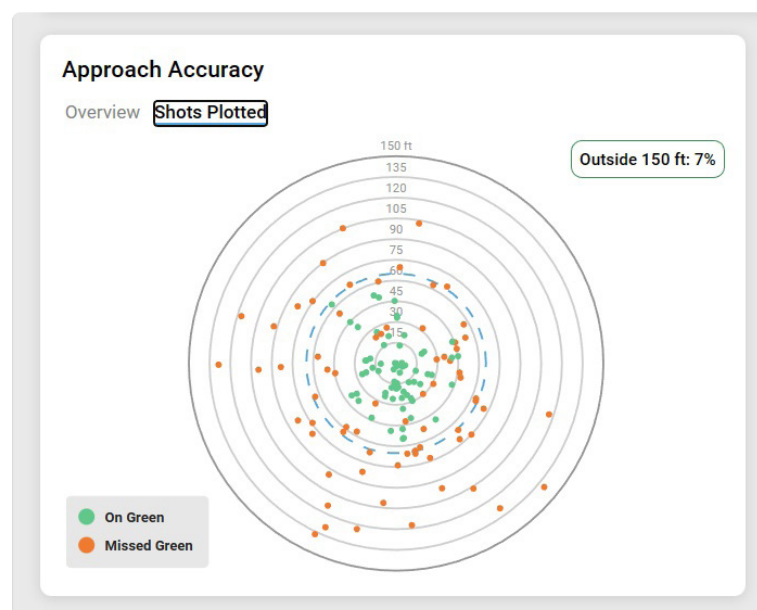 Approach Accuracy
Overview Shots Plotted
Outside 150 ft: 7%
150 ft
135
120
105
90
75
60
45
30
15
On Green
Missed Green